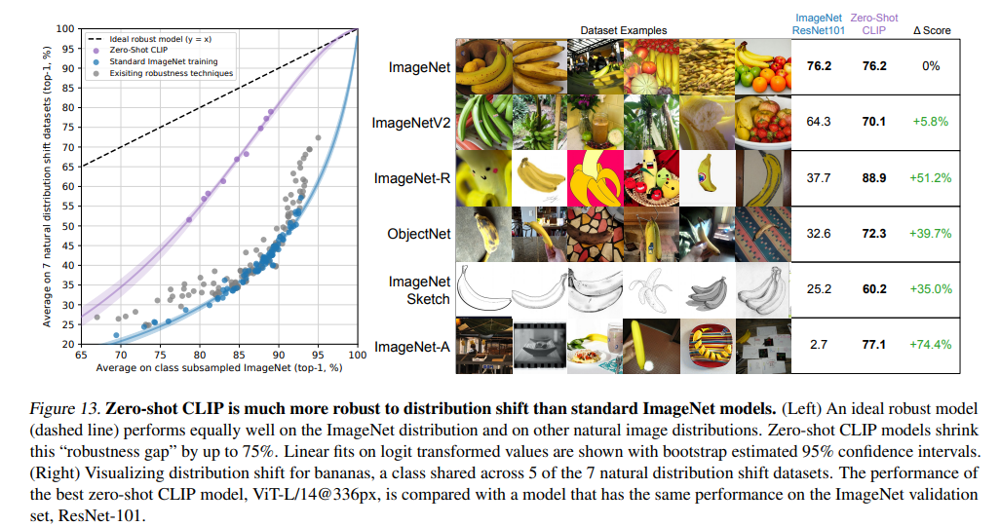 100
95
90
85
80
75
70
65
60
55
50
45
40
35
30
25
20
65
70
75
80
85
90
95
100
Average on 7 natural distribution shift datasets (top-1, %)
Average on class subsampled ImageNet (top-1, %)
Ideal robust model (y = x)
Zero-Shot CLIP
Standard ImageNet training
Exisiting robustness techniques
Dataset Examples
ImageNet Zero-Shot
ResNet101 CLIP Δ Score
ImageNet 76.2 76.2 0%
ImageNetV2 64.3 70.1 +5.8%
ImageNet-R 37.7 88.9 +51.2%
ObjectNet 32.6 72.3 +39.7%
ImageNet
Sketch 25.2 60.2 +35.0%
ImageNet-A 2.7 77.1 +74.4%
Figure 13. Zero-shot CLIP is much more robust to distribution shift than standard ImageNet models. (Left) An ideal robust model
(dashed line) performs equally well on the ImageNet distribution and on other natural image distributions. Zero-shot CLIP models shrink
this “robustness gap” by up to 75%. Linear fits on logit transformed values are shown with bootstrap estimated 95% confidence intervals.
(Right) Visualizing distribution shift for bananas, a class shared across 5 of the 7 natural distribution shift datasets. The performance of
the best zero-shot CLIP model, ViT-L/14@336px, is compared with a model that has the same performance on the ImageNet validation
set, ResNet-101.